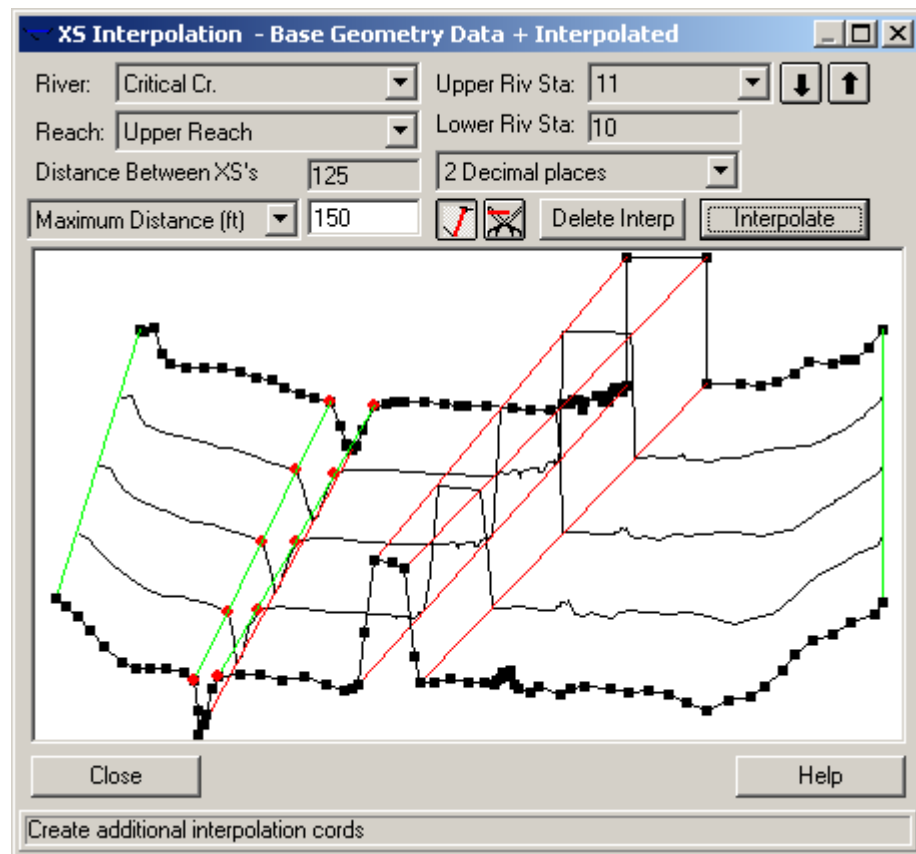 XS Interpolation - Base Geometry Data + Interpolated
River: Critical Cr. Upper Riv Sta: 11
Reach: Upper Reach Lower Riv Sta: 10
Distance Between XS's 125 2 Decimal places
Maximum Distance (ft) 150 Delete Interp Interpolate
Close Help
Create additional interpolation cords